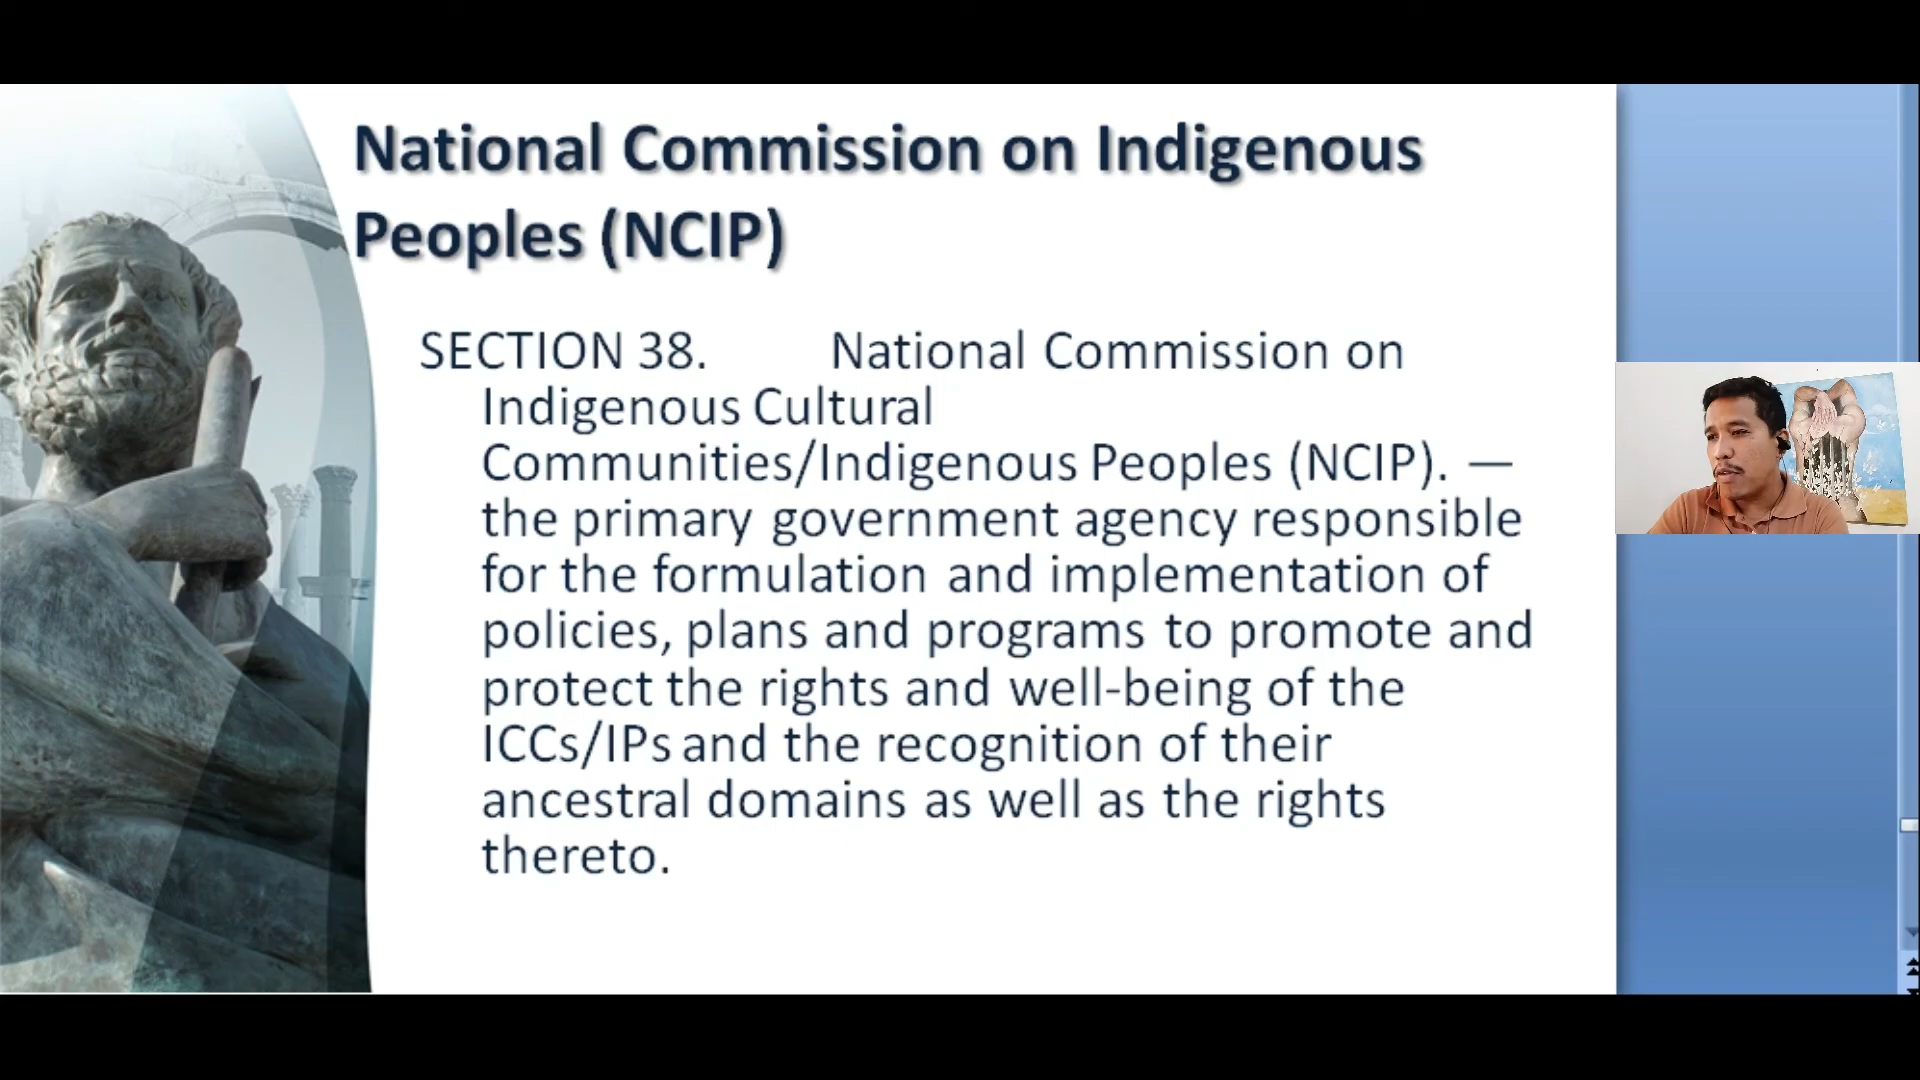 National Commission on Indigenous
Peoples (NCIP)
SECTION 38. National Commission on
Indigenous Cultural
Communities/Indigenous Peoples (NCIP). —
the primary government agency responsible
for the formulation and implementation of
policies, plans and programs to promote and
protect the rights and well-being of the
ICCs/IPs and the recognition of their
ancestral domains as well as the rights
thereto.